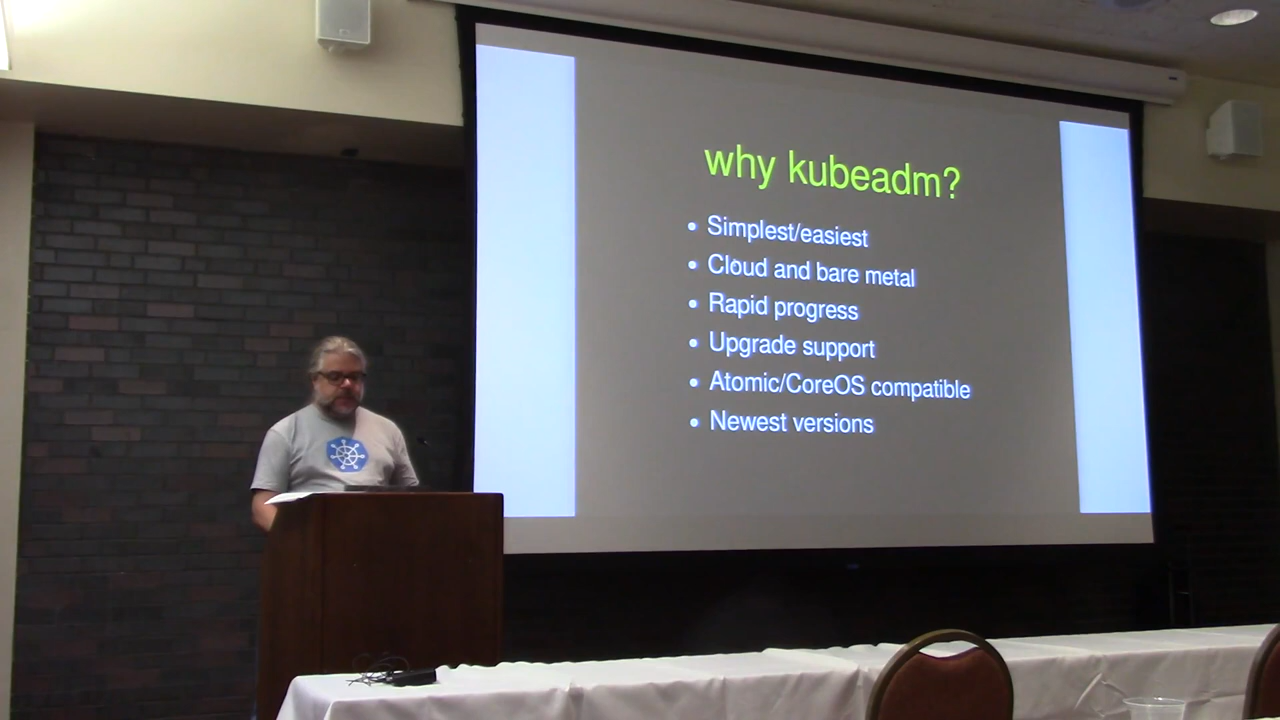 why kubeadm?
• Simplest/easiest
• Cloud and bare metal
• Rapid progress
• Upgrade support
• Atomic/CoreOS compatible
• Newest versions